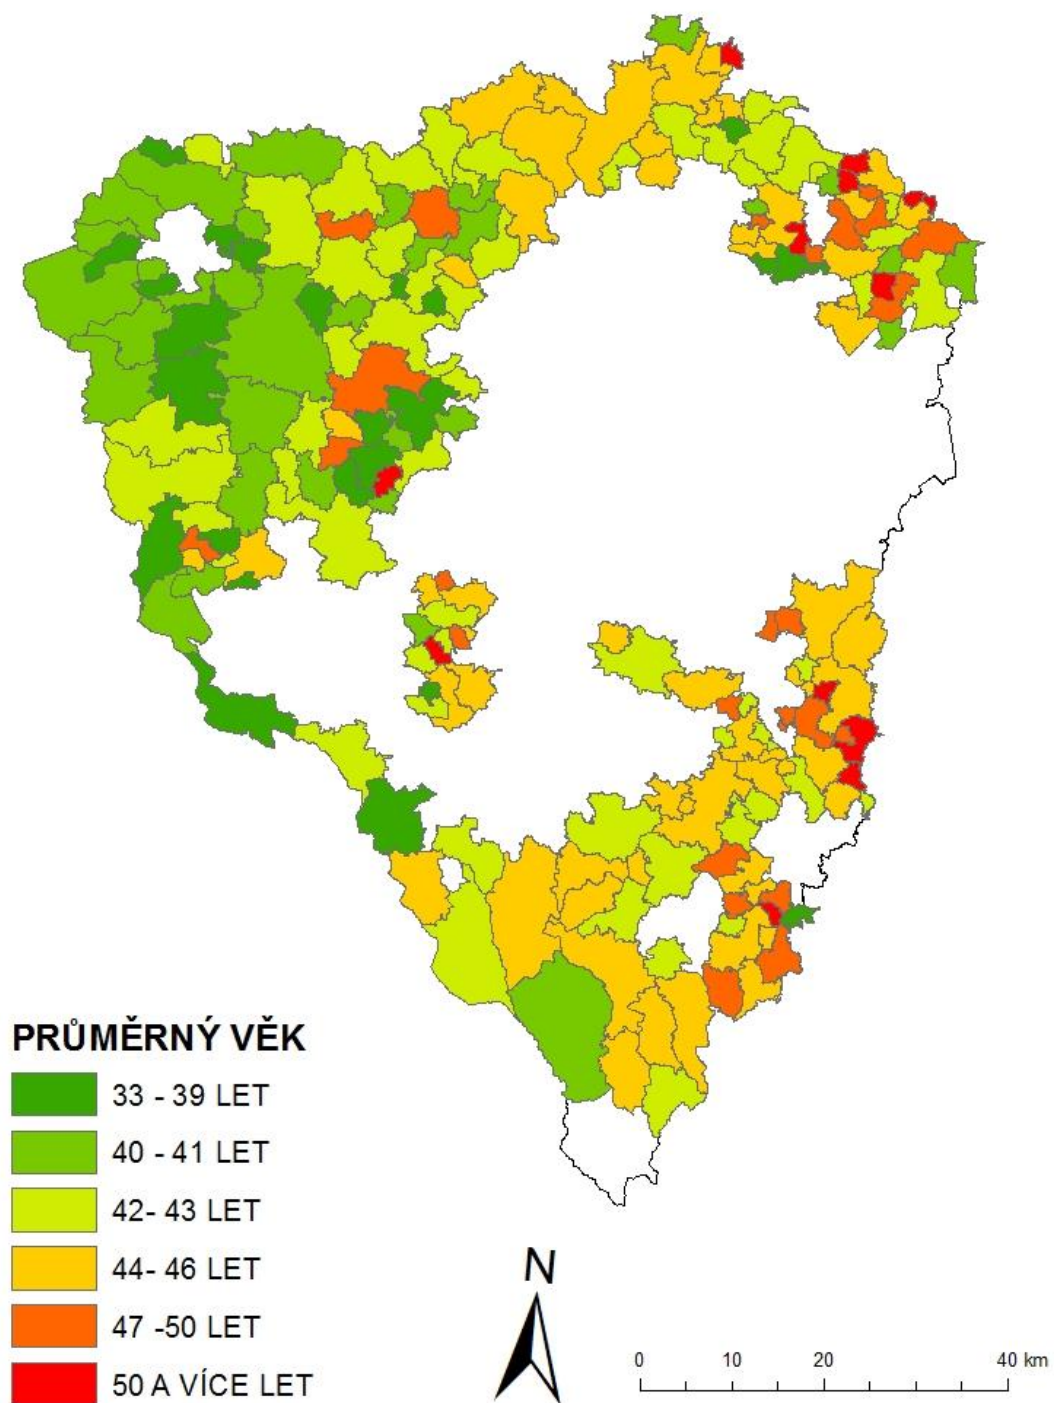 PRŮMĚRNÝ VĚK
33 - 39 LET
40 - 41 LET
42- 43 LET
44- 46 LET
47 -50 LET
50 A VÍCE LET
N
0 10 20 40 km